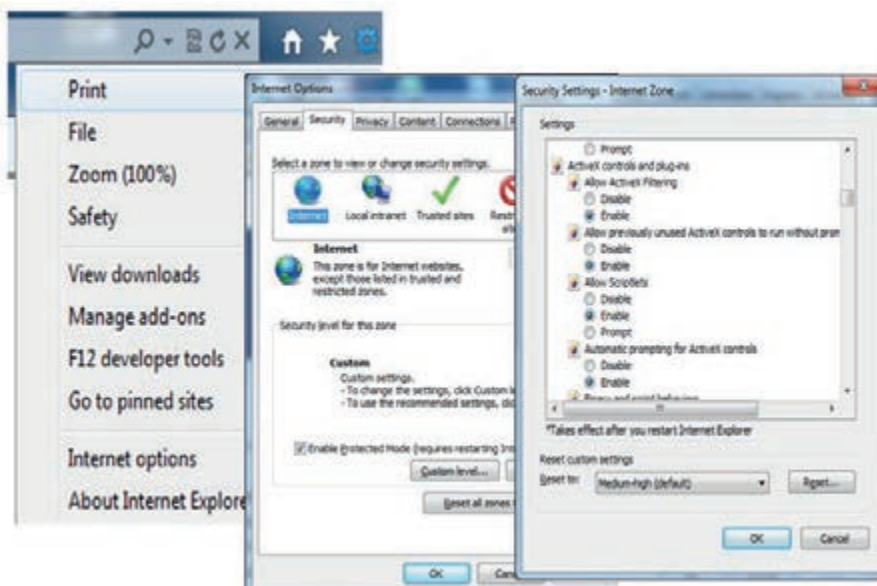 Print
File
Zoom (100%)
Safety
View downloads
Manage add-ons
F12 developer tools
Go to pinned sites
Internet options
About Internet Explore
Internet Options
General Security Privacy Content Connections
Select a zone to view or change security settings.
Internet Local intranet Trusted sites
Internet
This zone is for Internet websites,
except those listed in trusted and
restricted zones.
Security level for this zone
Custom
Custom settings.
- To change the settings, click Custom
- To use the recommended settings,
Enable Protected Mode (requires restarting
Custom level...
Reset all zones
OK
Security Settings - Internet Zone
Settings
Prompt
ActiveX controls and plug-ins
Allow ActiveX Filtering
Disable
Enable
Allow previously unused ActiveX controls to run without
Disable
Enable
Allow Scriptlets
Disable
Enable
Prompt
Automatic prompting for ActiveX controls
Disable
Enable
*Takes effect after you restart Internet Explorer
Reset custom settings
Reset to: Medium-high (default) Reset...
OK Cancel